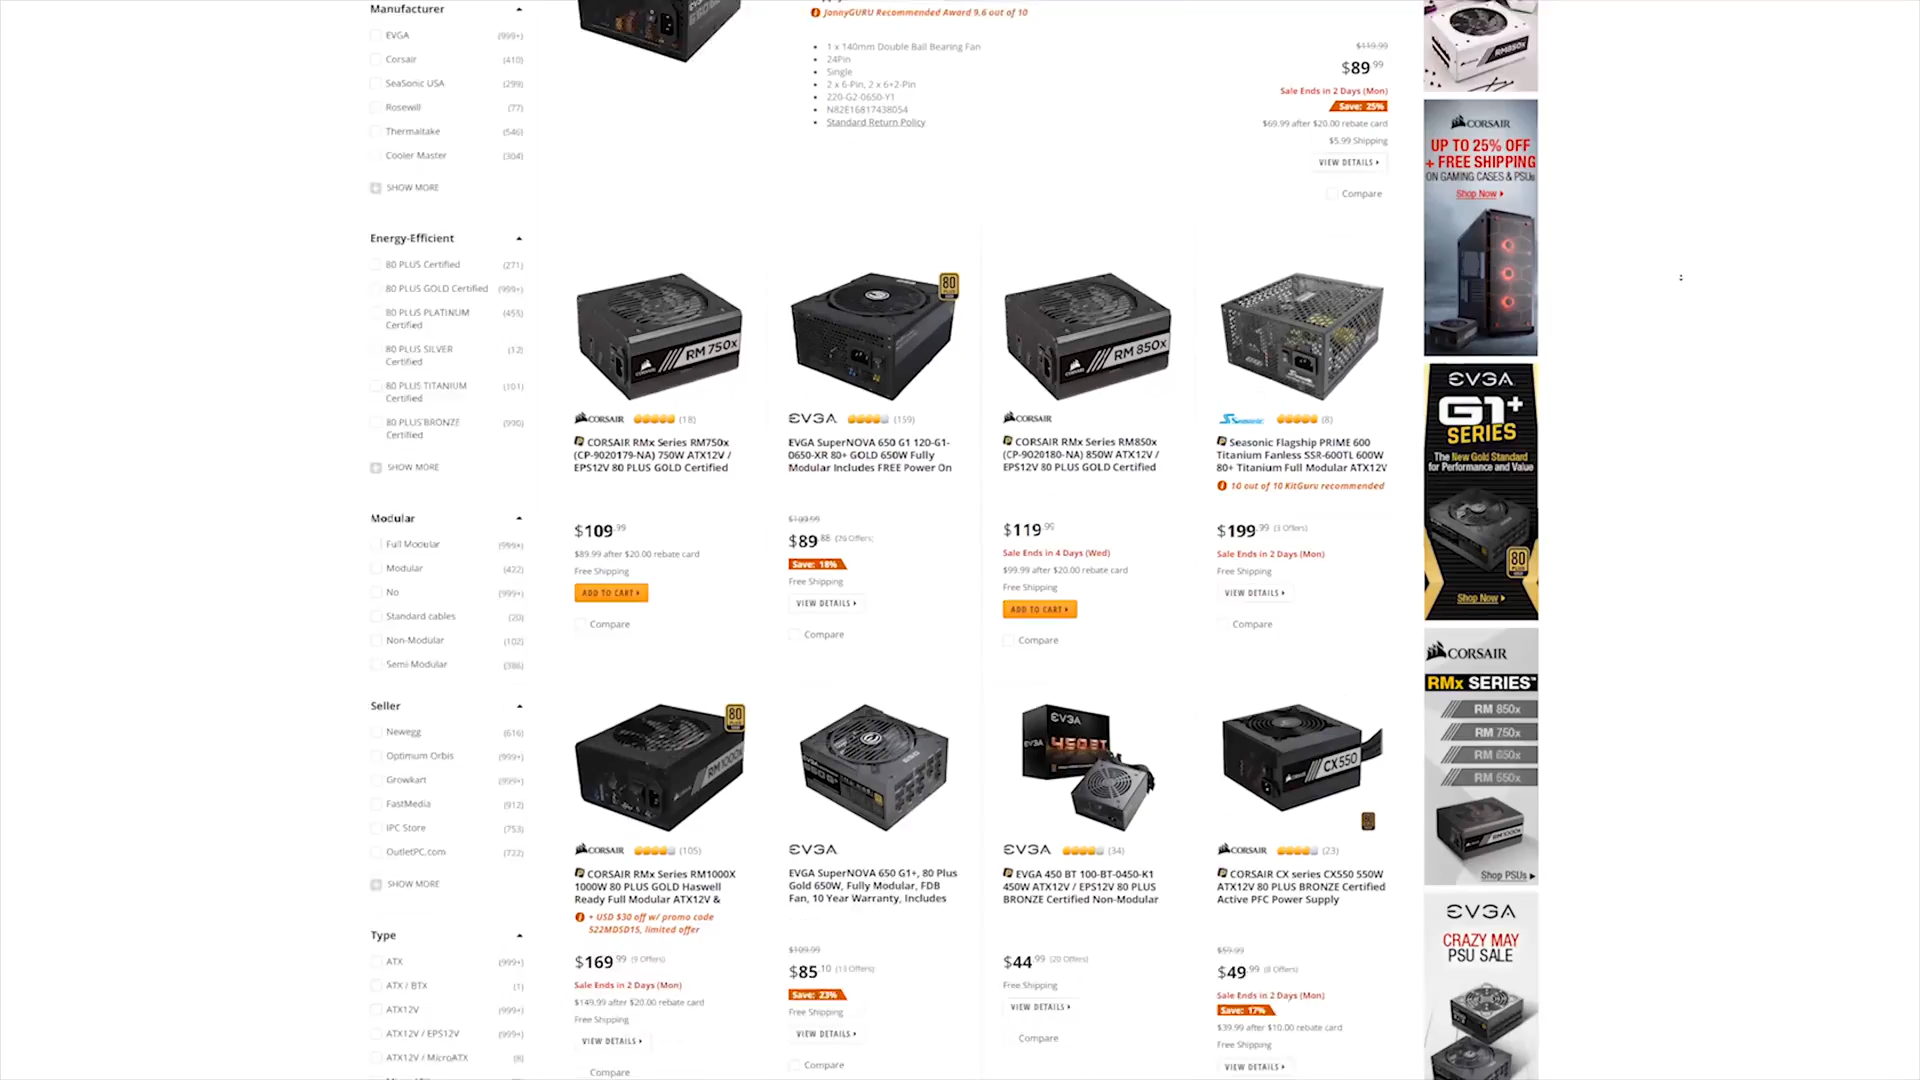 Manufacturer
EVGA (999+)
Corsair (410)
SeaSonic USA (299)
Rosewill (77)
Thermaltake (546)
Cooler Master (304)
SHOW MORE
Energy-Efficient
80 PLUS Certified (271)
80 PLUS GOLD Certified (999+)
80 PLUS PLATINUM (455)
Certified
80 PLUS SILVER (12)
Certified
80 PLUS TITANIUM (101)
Certified
80 PLUS BRONZE
Certified
SHOW MORE
Modular
Full Modular (999+)
Modular (422)
No (999+)
Standard cables (20)
Non-Modular (102)
Semi-Modular (386)
Seller
Newegg (616)
Optimum Orbis (999+)
Growkart (999+)
FastMedia (912)
IPC Store (753)
OutletPC.com (722)
SHOW MORE
Type
ATX (999+)
ATX / BTX (1)
ATX12V (999+)
ATX12V / EPS12V (999+)
ATX12V / MicroATX (8)
JonnyGURU Recommended Award 9.6 out of 10
1 x 140mm Double Ball Bearing Fan
24Pin
Single
2 x 6-Pin, 2 x 6+2-Pin
220-G2-0650-Y1
N82E16817438054
Standard Return Policy
$119.99
$89.99
Sale Ends in 2 Days (Mon)
Save: 25%
$69.99 after $20.00 rebate card
$5.99 Shipping
VIEW DETAILS
Compare
RM 750x
CORSAIR (18)
CORSAIR RMx Series RM750x
(CP-9020179-NA) 750W ATX12V /
EPS12V 80 PLUS GOLD Certified
$109.99
$89.99 after $20.00 rebate card
Free Shipping
ADD TO CART
Compare
80
EVGA (159)
EVGA SuperNOVA 650 G1 120-G1-
0650-XR 80+ GOLD 650W Fully
Modular Includes FREE Power On
$109.99
$89.88
Save: 18%
Free Shipping
VIEW DETAILS
Compare
RM 850x
CORSAIR
CORSAIR RMx Series RM850x
(CP-9020180-NA) 850W ATX12V /
EPS12V 80 PLUS GOLD Certified
$119.99
Sale Ends in 4 Days (Wed)
$99.99 after $20.00 rebate card
Free Shipping
ADD TO CART
Compare
Seasonic (8)
Seasonic Flagship PRIME 600
Titanium Fanless SSR-600TL 600W
80+ Titanium Full Modular ATX12V
10 out of 10 KitGuru recommended
$199.99 (3 Offers)
Sale Ends in 2 Days (Mon)
Free Shipping
VIEW DETAILS
Compare
80
RM1000x
CORSAIR (105)
CORSAIR RMx Series RM1000X
1000W 80 PLUS GOLD Haswell
Ready Full Modular ATX12V &
+ USD $30 off w/ promo code
522MDSD15, limited offer
$169.99 (9 Offers)
Sale Ends in 2 Days (Mon)
$149.99 after $20.00 rebate card
Free Shipping
VIEW DETAILS
Compare
EVGA
EVGA SuperNOVA 650 G1+, 80 Plus
Gold 650W, Fully Modular, FDB
Fan, 10 Year Warranty, Includes
$109.99
$85.10 (13 Offers)
Save: 23%
Free Shipping
VIEW DETAILS
Compare
EVGA
EVGA 450BT
EVGA (34)
EVGA 450 BT 100-BT-0450-K1
450W ATX12V / EPS12V 80 PLUS
BRONZE Certified Non-Modular
$44.99 (20 Offers)
Free Shipping
VIEW DETAILS
Compare
CX550
CORSAIR (23)
CORSAIR CX series CX550 550W
ATX12V 80 PLUS BRONZE Certified
Active PFC Power Supply
$59.99
$49.99 (8 Offers)
Sale Ends in 2 Days (Mon)
Save: 17%
$39.99 after $10.00 rebate card
Free Shipping
VIEW DETAILS
RM850x
CORSAIR
UP TO 25% OFF
+ FREE SHIPPING
ON GAMING CASES & PSUs
Shop Now
EVGA
G1+
SERIES
The New Gold Standard
for Performance and Value
80
Shop Now
CORSAIR
RMx SERIES™
RM 850x
RM 750x
RM 650x
RM 550x
RM1000x
Shop PSUs
EVGA
CRAZY MAY
PSU SALE